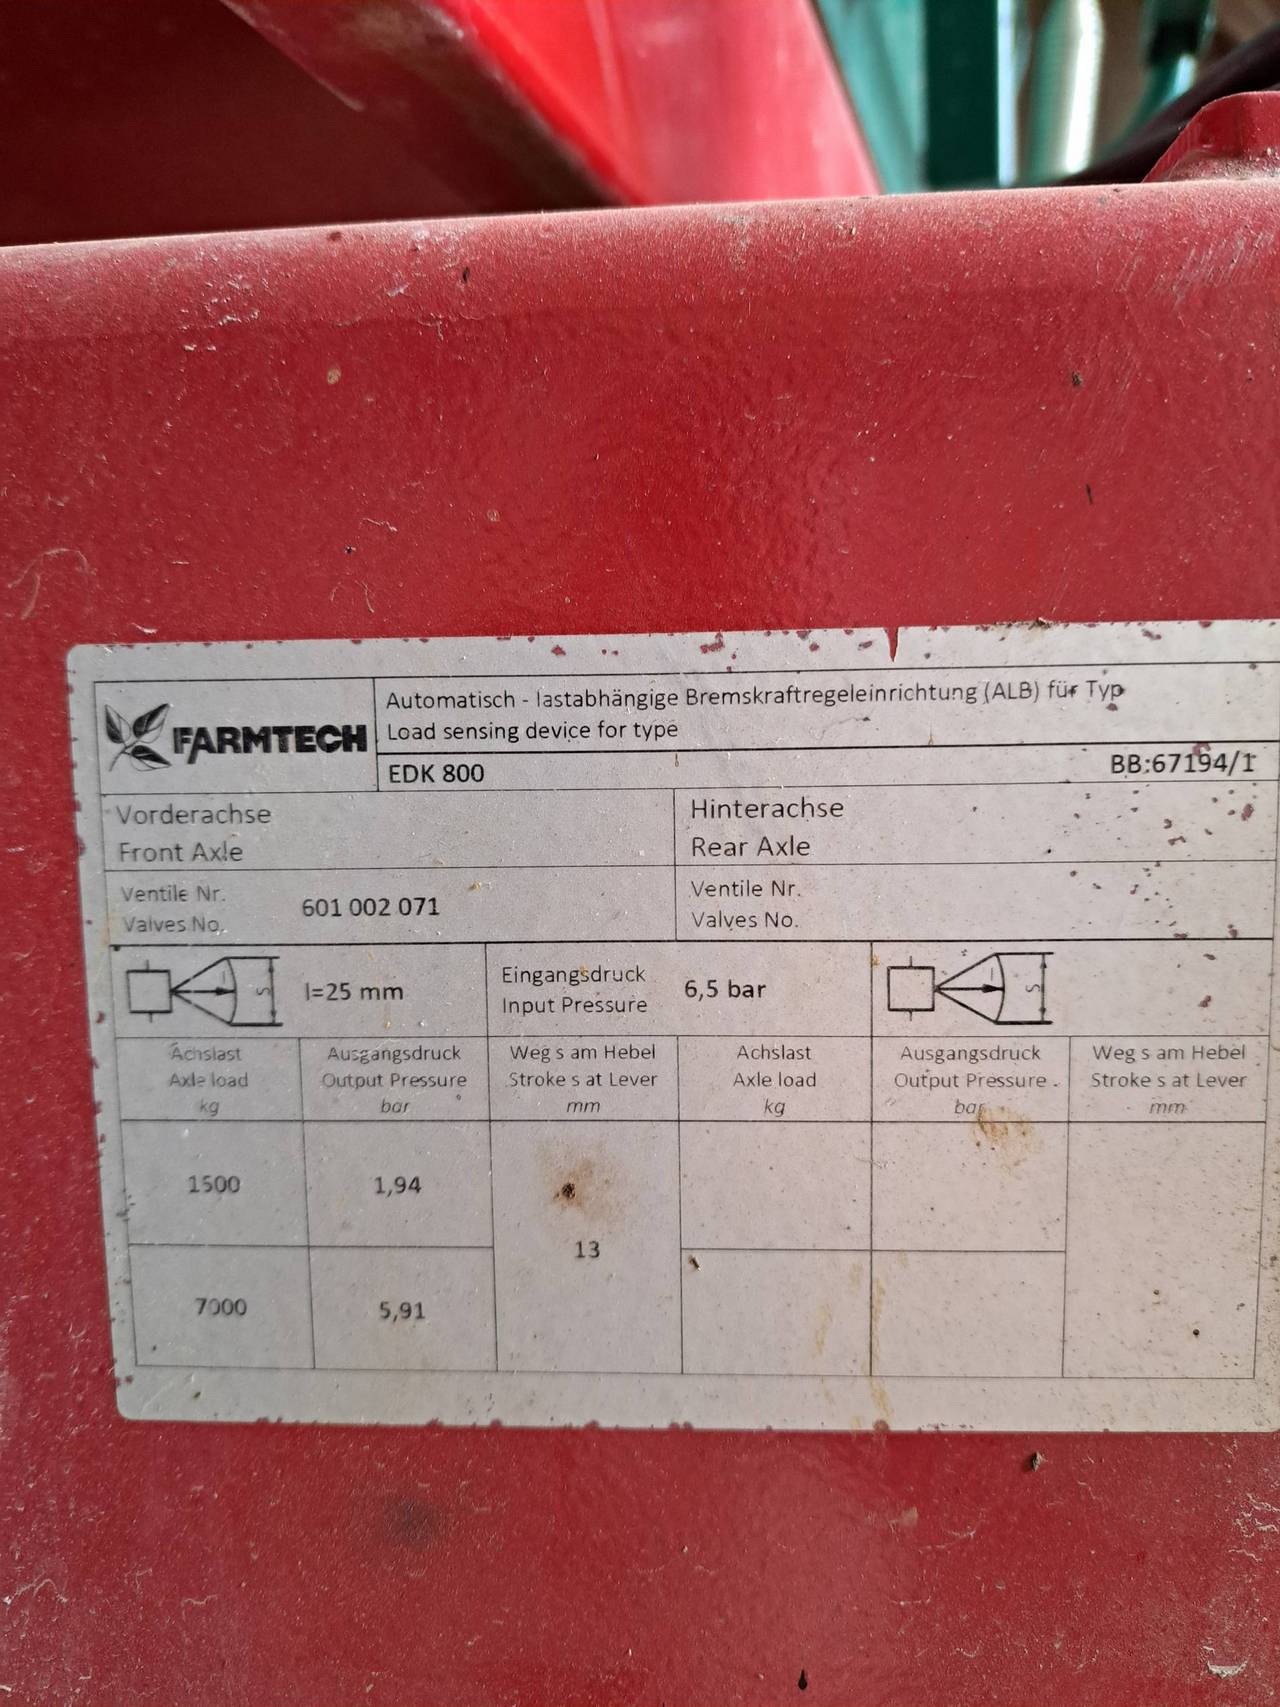 FARMTECH
Automatisch - lastabhängige Bremskraftregeleinrichtung (ALB) für Typ
Load sensing device for type
EDK 800 BB:67194/1
Vorderachse
Front Axle
Hinterachse
Rear Axle
Ventile Nr.
Valves No. 601 002 071
Ventile Nr.
Valves No.
S l=25 mm
Eingangsdruck
Input Pressure 6,5 bar
S
Achslast
Axle load
kg
Ausgangsdruck
Output Pressure
bar
Weg s am Hebel
Stroke s at Lever
mm
Achslast
Axle load
kg
Ausgangsdruck
Output Pressure
bar
Weg s am Hebel
Stroke s at Lever
mm
1500 1,94
13
7000 5,91